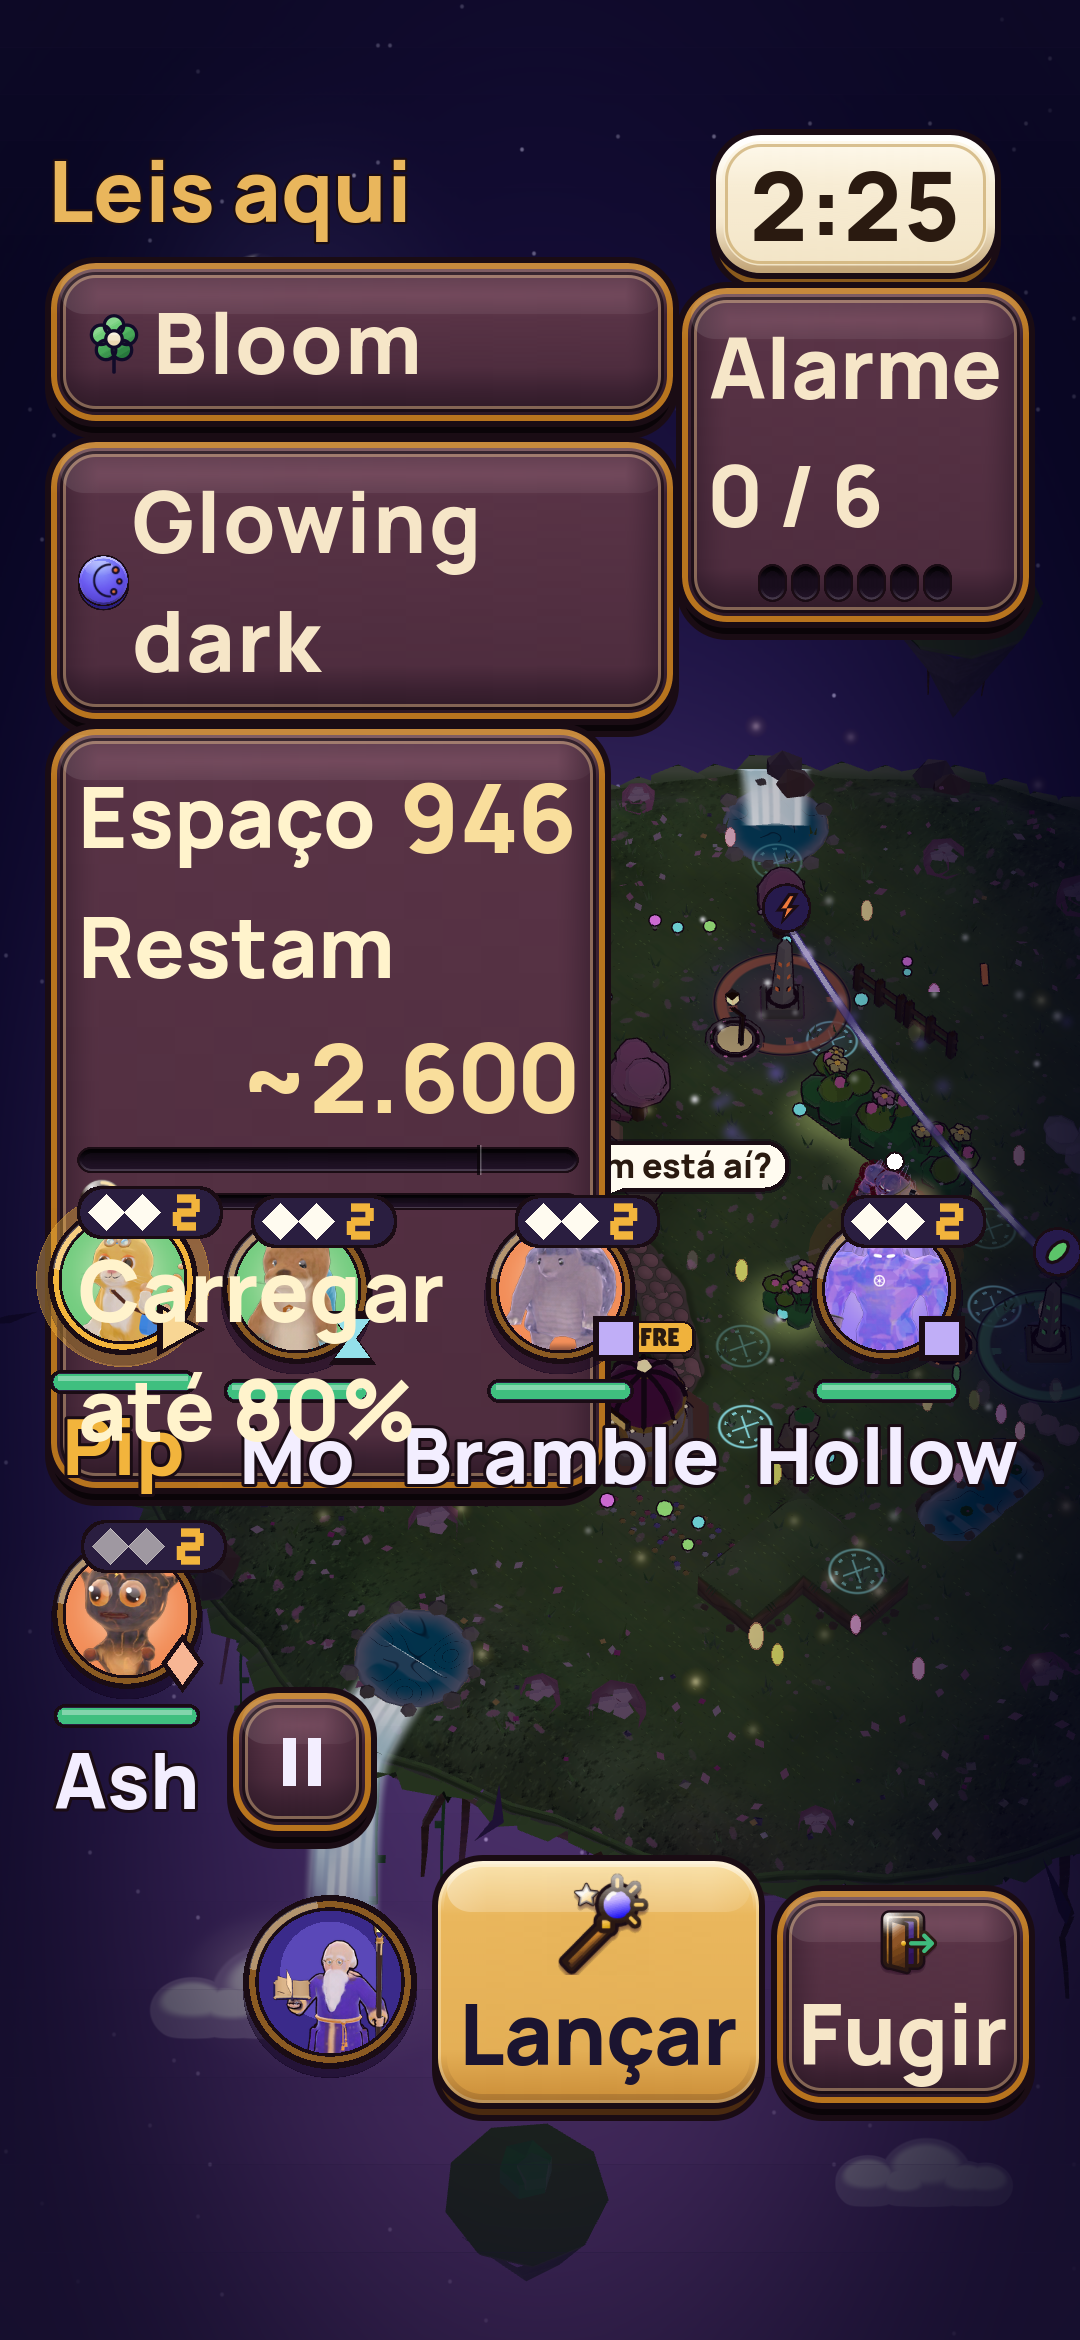 Leis aqui
2:25
Bloom
Alarme
0 / 6
Glowing
dark
Espaço 946
Restam
~2.600
está aí?
2
2
2
2
Carregar
até 80%
Pip
Mo
Bramble
Hollow
2
Ash
Lançar
Fugir